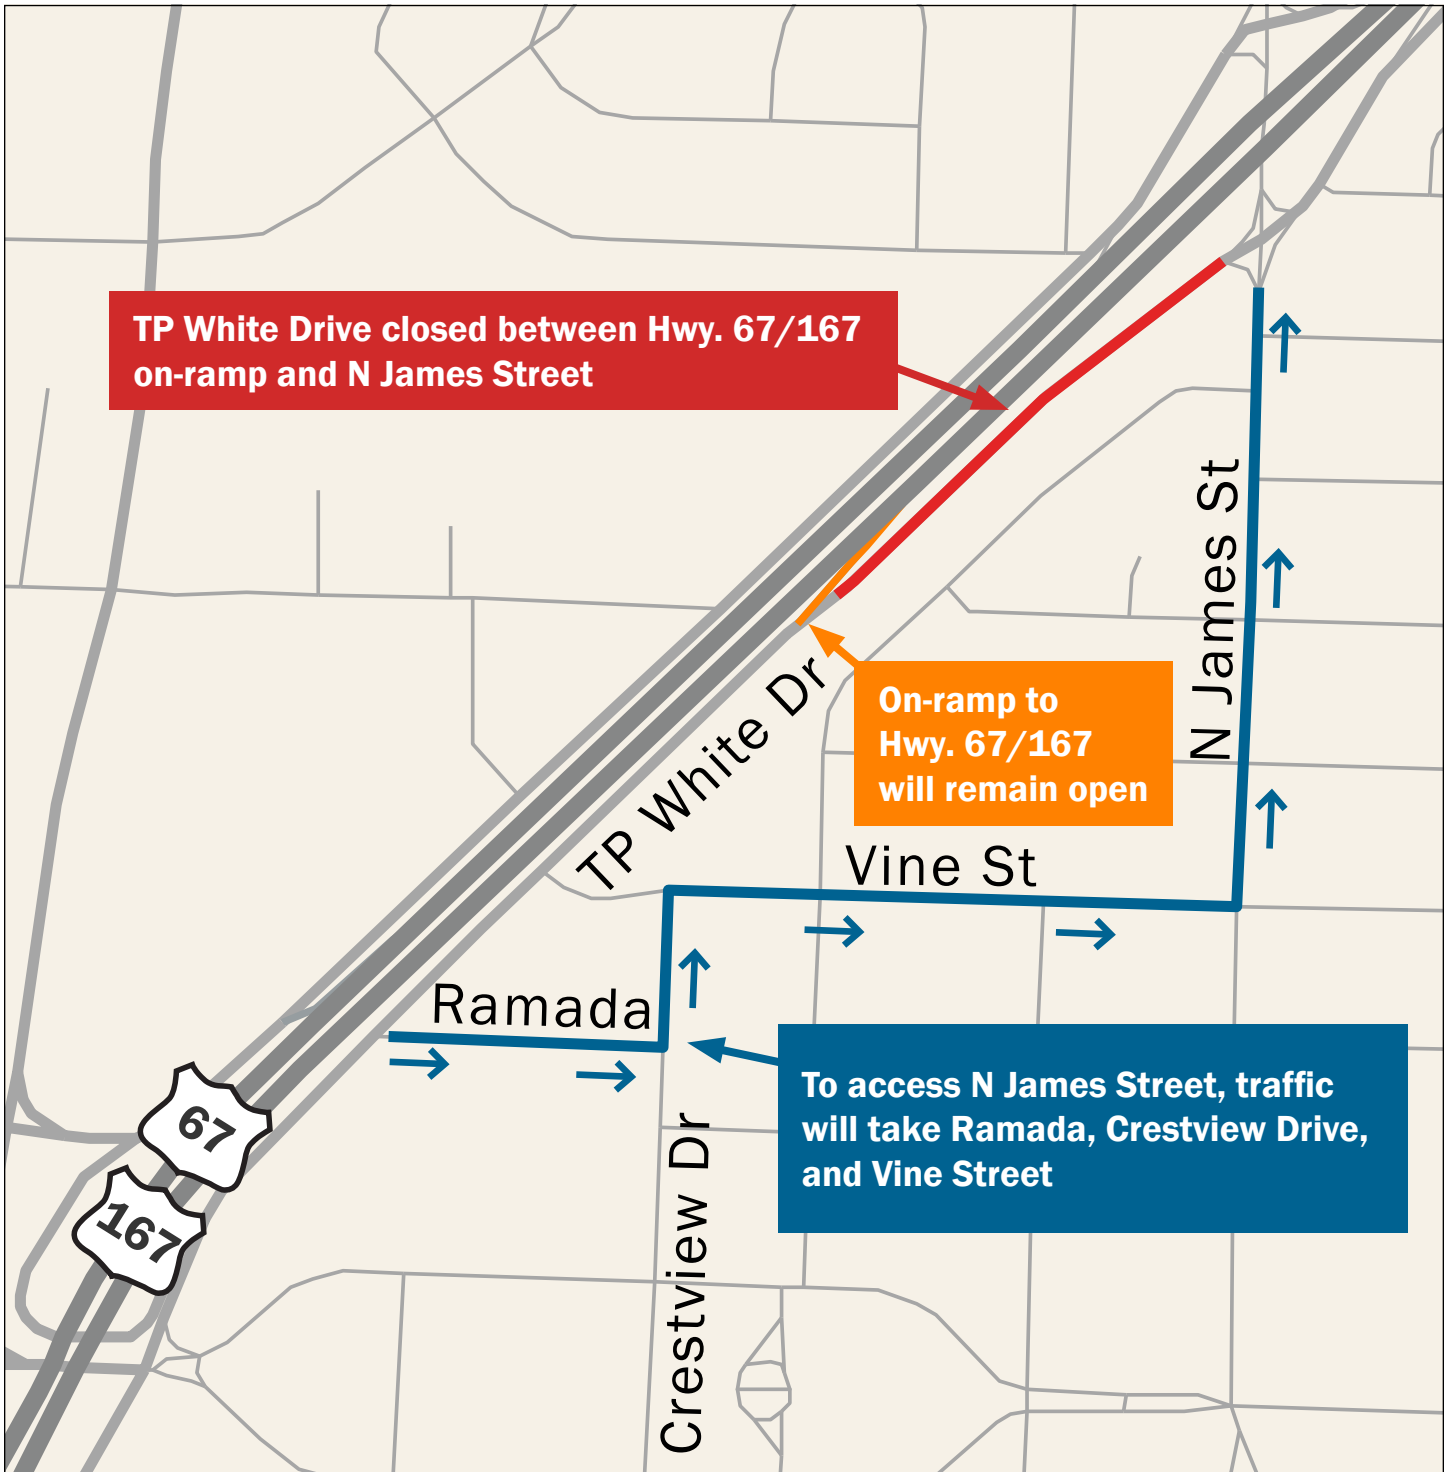 TP White Drive closed between Hwy. 67/167
on-ramp and N James Street
N James St
TP White Dr
On-ramp to
Hwy. 67/167
will remain open
Vine St
Ramada
To access N James Street, traffic
will take Ramada, Crestview Drive,
and Vine Street
67
167
Crestview Dr